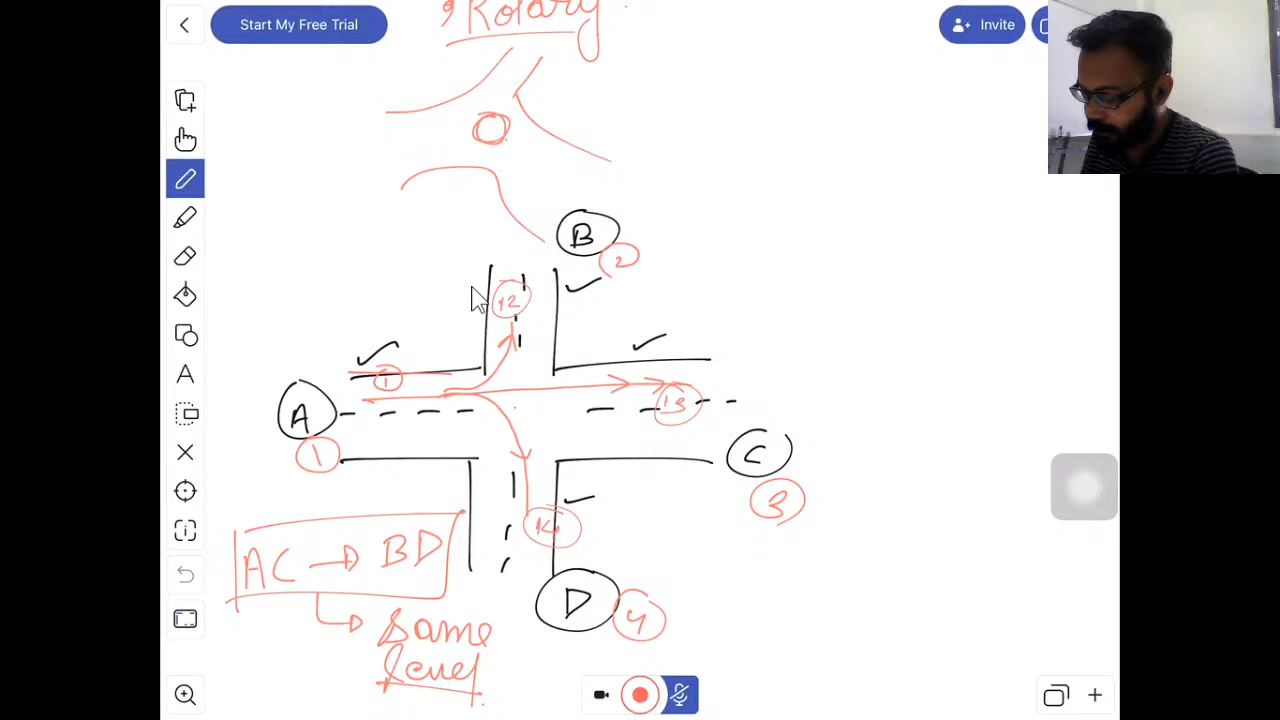 Start My Free Trial
Invite
Rotary
B
2
12
1
A
13
1
C
3
14
AC → BD
D
4
Same
level
A